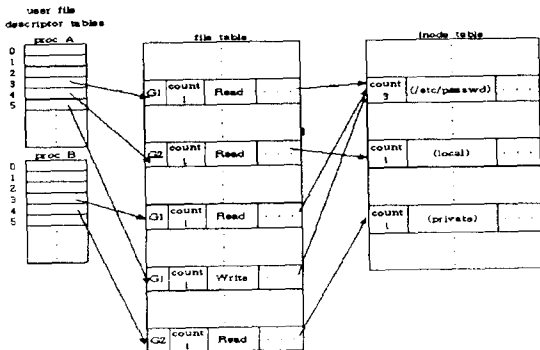 user file
descriptor tables
proc A
0
1
2
3
4
5
proc B
0
1
2
3
4
5
file table
G1 count 1 Read
G2 count 1 Read
G1 count 1 Read
G1 count 1 Write
G2 count 1 Read
inode table
count 3 (/etc/passwd)
count 1 (local)
count 1 (private)